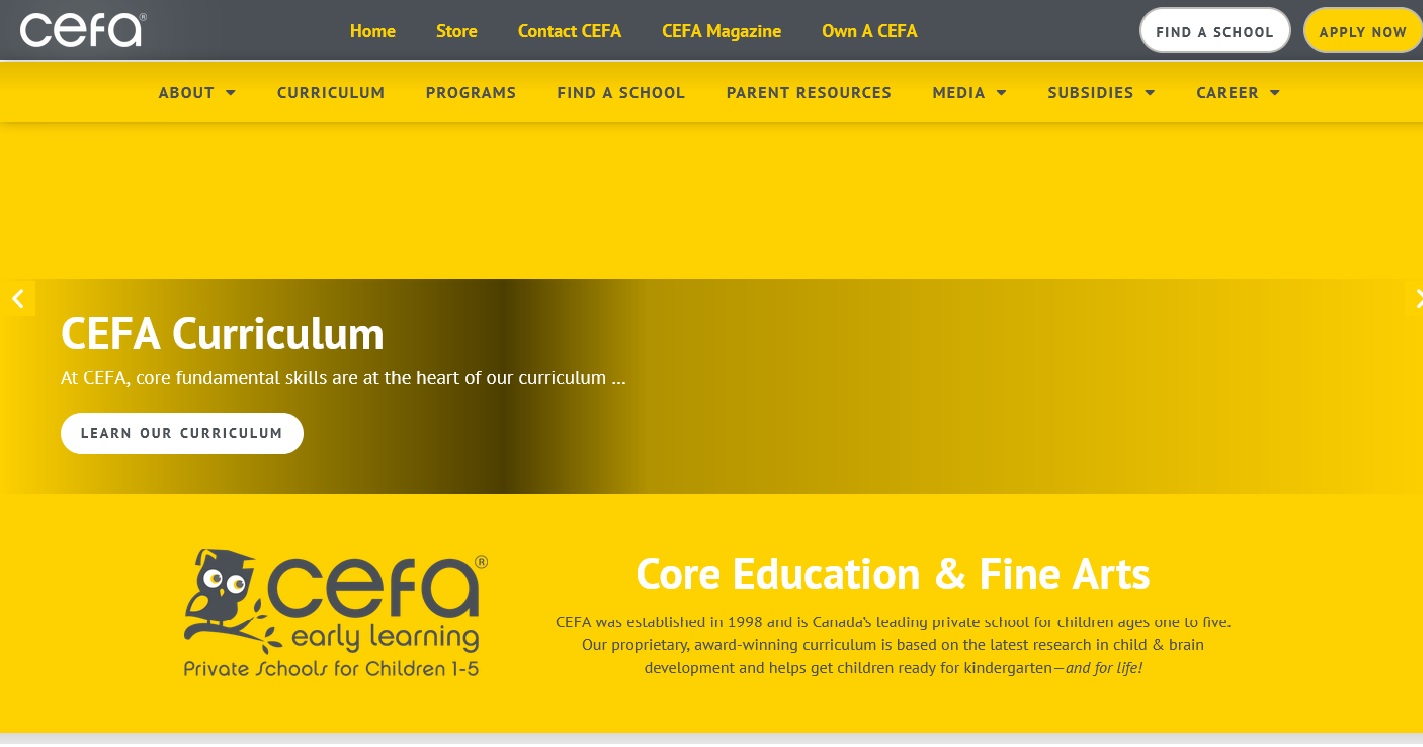 cefa®
Home Store Contact CEFA CEFA Magazine Own A CEFA
FIND A SCHOOL APPLY NOW
ABOUT CURRICULUM PROGRAMS FIND A SCHOOL PARENT RESOURCES MEDIA SUBSIDIES CAREER
CEFA Curriculum
At CEFA, core fundamental skills are at the heart of our curriculum ...
LEARN OUR CURRICULUM
cefa®
early learning
Private Schools for Children 1-5
Core Education & Fine Arts
CEFA was established in 1998 and is Canada's leading private school for children ages one to five.
Our proprietary, award-winning curriculum is based on the latest research in child & brain
development and helps get children ready for kindergarten—and for life!